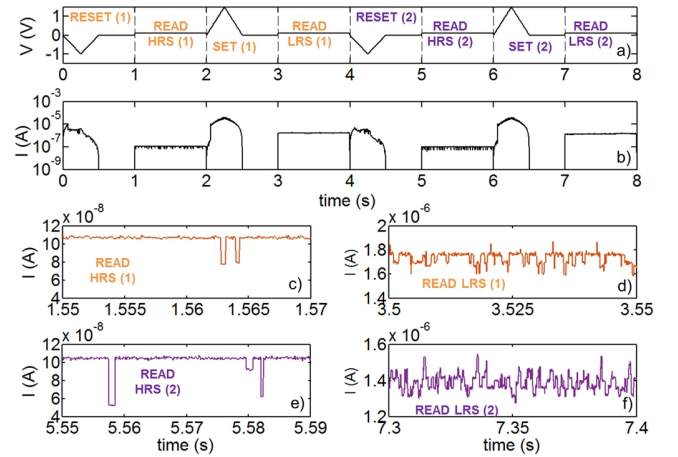 RESET (1)
READ
HRS (1)
SET (1)
READ
LRS (1)
RESET (2)
READ
HRS (2)
SET (2)
READ
LRS (2)
V (V)
1
0
-1
a)
0 1 2 3 4 5 6 7 8
I (A)
10⁻³
10⁻⁵
10⁻⁷
10⁻⁹
b)
0 1 2 3 4 5 6 7 8
time (s)
x 10⁻⁸
I (A)
12
10
8
6
4
READ
HRS (1)
c)
1.55 1.555 1.56 1.565 1.57
x 10⁻⁶
I (A)
2
1.8
1.6
1.4
READ LRS (1)
d)
3.5 3.525 3.55
x 10⁻⁸
I (A)
12
10
8
6
4
READ
HRS (2)
e)
5.55 5.56 5.57 5.58 5.59
time (s)
x 10⁻⁶
I (A)
1.6
1.4
1.2
READ LRS (2)
f)
7.3 7.35 7.4
time (s)